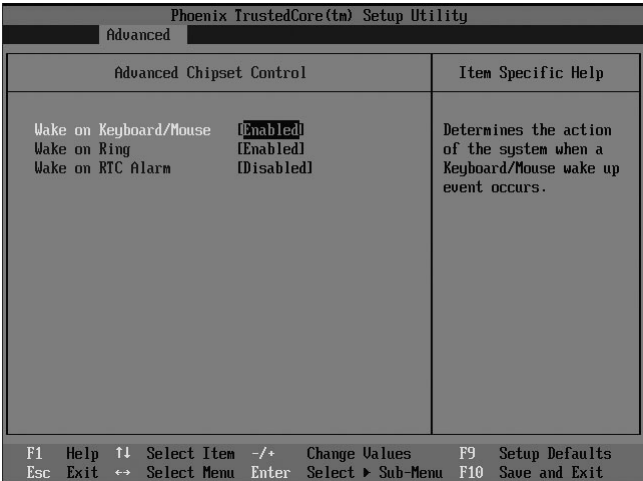 Phoenix TrustedCore(tm) Setup Utility
Advanced
Advanced Chipset Control
Item Specific Help
Wake on Keyboard/Mouse [Enabled]
Wake on Ring [Enabled]
Wake on RTC Alarm [Disabled]
Determines the action
of the system when a
Keyboard/Mouse wake up
event occurs.
F1 Help ↑↓ Select Item -/+ Change Values F9 Setup Defaults
Esc Exit ↔ Select Menu Enter Select ▶ Sub-Menu F10 Save and Exit